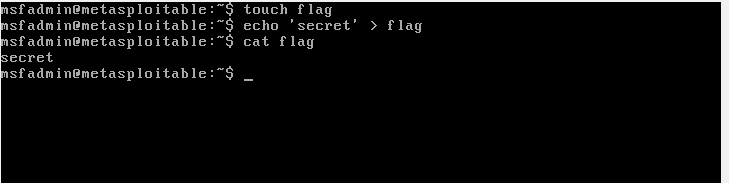 msfadmin@metasploitable:~$ touch flag
msfadmin@metasploitable:~$ echo 'secret' > flag
msfadmin@metasploitable:~$ cat flag
secret
msfadmin@metasploitable:~$ _